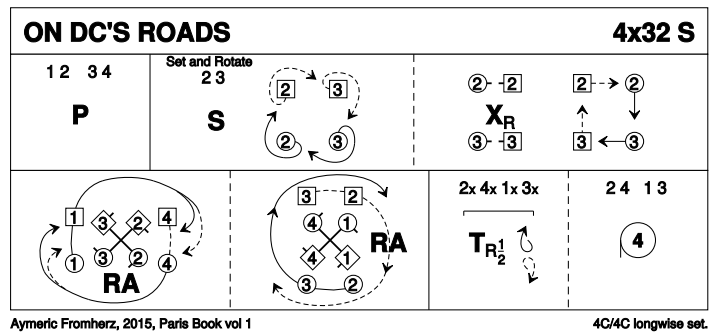 ON DC'S ROADS 4x32 S
1 2 3 4
P
Set and Rotate
2 3
S
2 3
2 3
2 2
X R
3 3
2 2
3 3
1 3 2 4
1 3 2 4
RA
3 2
4 1
RA
4 1
3 2
2x 4x 1x 3x
T R 1/2
2 4 1 3
4
Aymeric Fromherz, 2015, Paris Book vol 1 4C/4C longwise set.